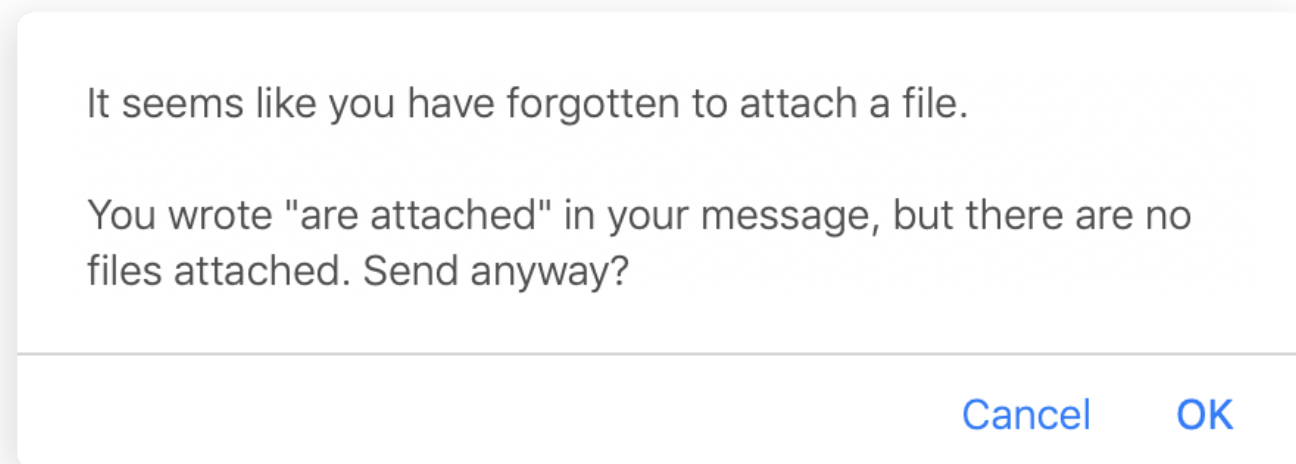 It seems like you have forgotten to attach a file.
You wrote "are attached" in your message, but there are no
files attached. Send anyway?
Cancel OK